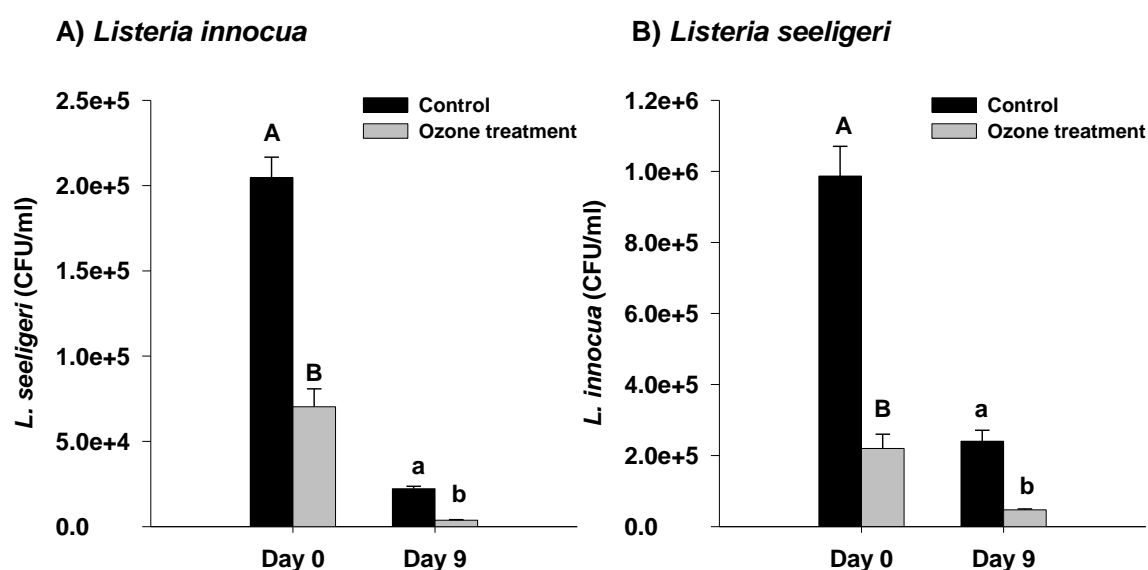 A) Listeria innocua
2.5e+5
2.0e+5
1.5e+5
1.0e+5
5.0e+4
0.0
L. seeligeri (CFU/ml)
Control
Ozone treatment
A
B
a
b
Day 0
Day 9
B) Listeria seeligeri
1.2e+6
1.0e+6
8.0e+5
6.0e+5
4.0e+5
2.0e+5
0.0
L. innocua (CFU/ml)
Control
Ozone treatment
A
B
a
b
Day 0
Day 9